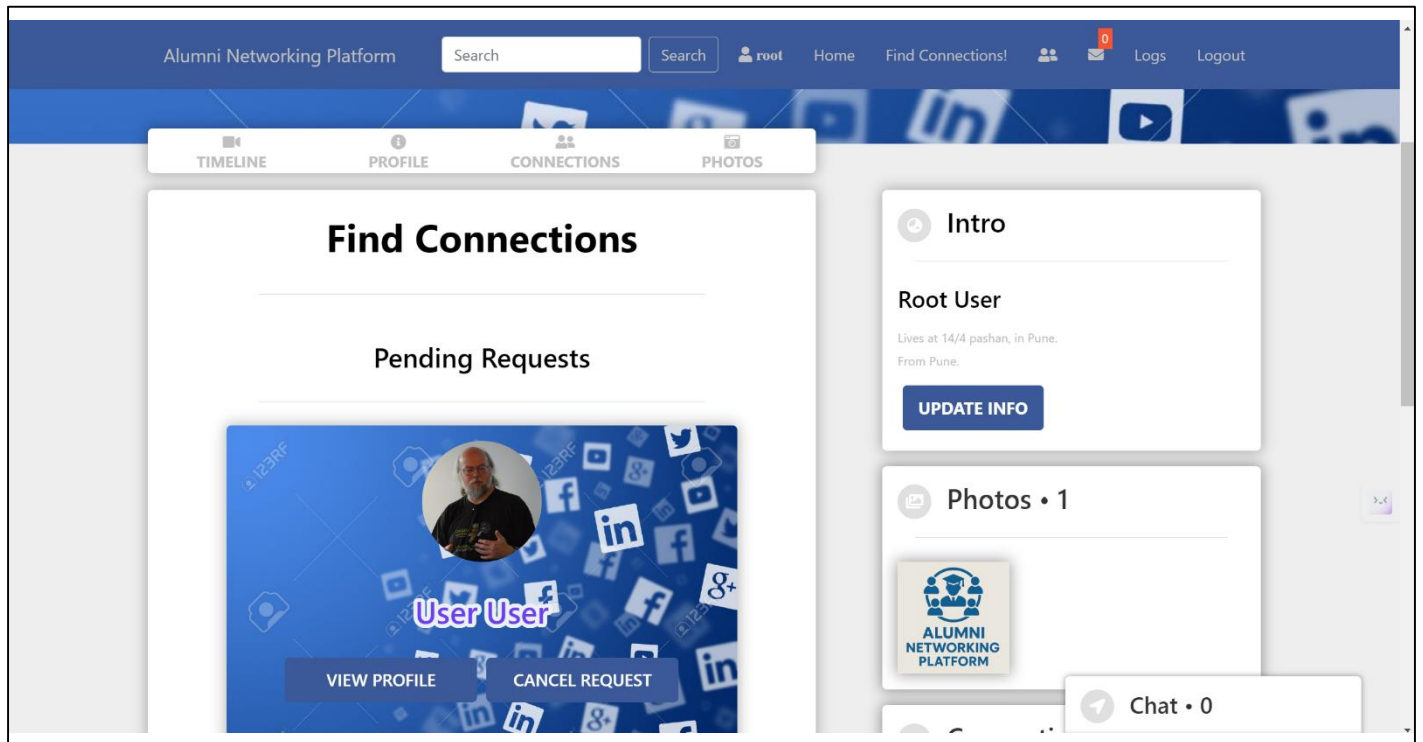 Alumni Networking Platform Search Search root Home Find Connections! 0 Logs Logout
TIMELINE PROFILE CONNECTIONS PHOTOS
Find Connections
Pending Requests
123RF
123RF
User User
VIEW PROFILE CANCEL REQUEST
Intro
Root User
Lives at 14/4 pashan, in Pune.
From Pune.
UPDATE INFO
Photos • 1
ALUMNI
NETWORKING
PLATFORM
Chat • 0